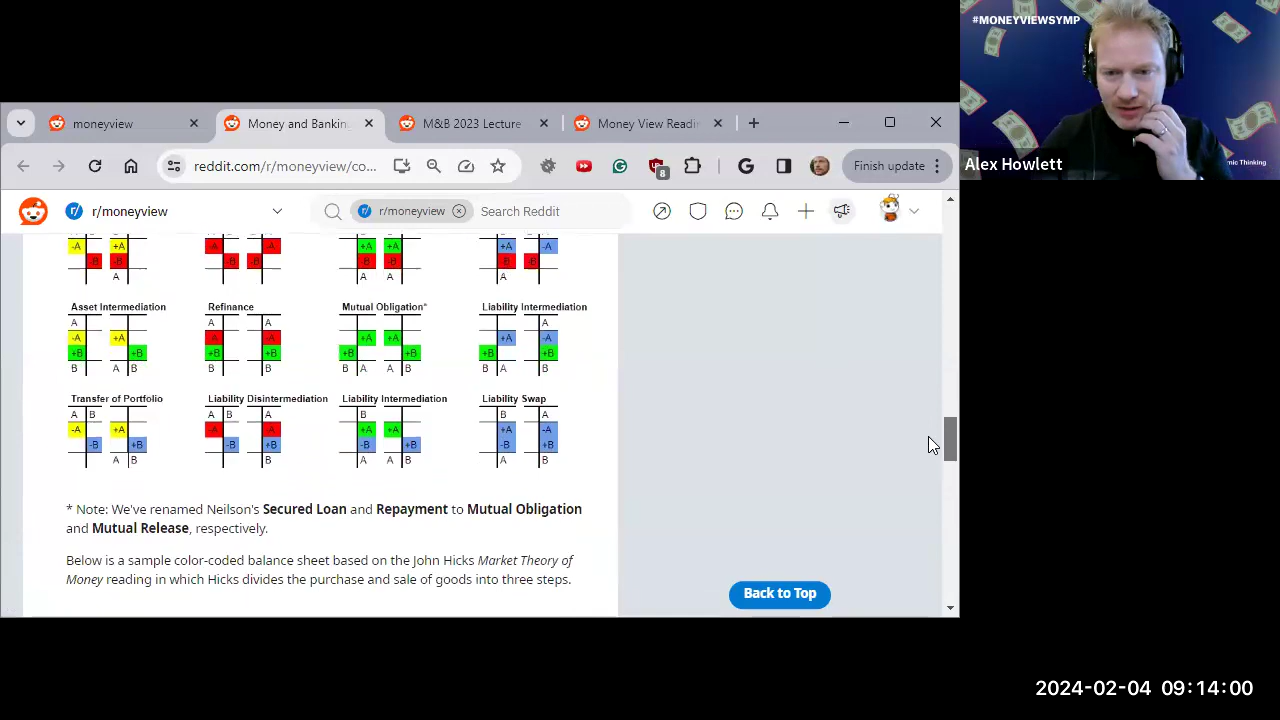 #MONEYVIEWSYMP
Alex Howlett
mic Thinking
moneyview
Money and Bankin
M&B 2023 Lecture
Money View Readi
reddit.com/r/moneyview/co...
8
Finish update
r/moneyview
r/moneyview
Search Reddit
-A +A -A -A +A +A +A -A
-B -B -B -B -B -B -B
A A A A
Asset Intermediation Refinance Mutual Obligation* Liability Intermediation
A A A A
-A +A -A -A +A +A +A -A
+B +B +B +B +B +B +B +B
B A B B B B A A B B A B
Transfer of Portfolio Liability Disintermediation Liability Intermediation Liability Swap
A B A B A B B A
-A +A -A -A +A +A +A -A
-B +B -B +B -B +B -B +B
A B B A A B A B
* Note: We've renamed Neilson's Secured Loan and Repayment to Mutual Obligation
and Mutual Release, respectively.
Below is a sample color-coded balance sheet based on the John Hicks Market Theory of
Money reading in which Hicks divides the purchase and sale of goods into three steps.
Back to Top
2024-02-04 09:14:00